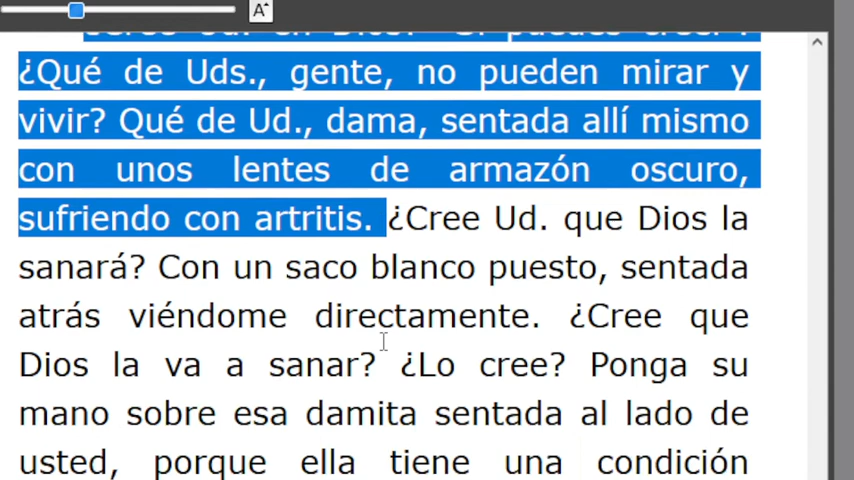 A
¿Qué de Uds., gente, no pueden mirar y
vivir? Qué de Ud., dama, sentada allí mismo
con unos lentes de armazón oscuro,
sufriendo con artritis. ¿Cree Ud. que Dios la
sanará? Con un saco blanco puesto, sentada
atrás viéndome directamente. ¿Cree que
Dios la va a sanar? ¿Lo cree? Ponga su
mano sobre esa damita sentada al lado de
usted, porque ella tiene una condición